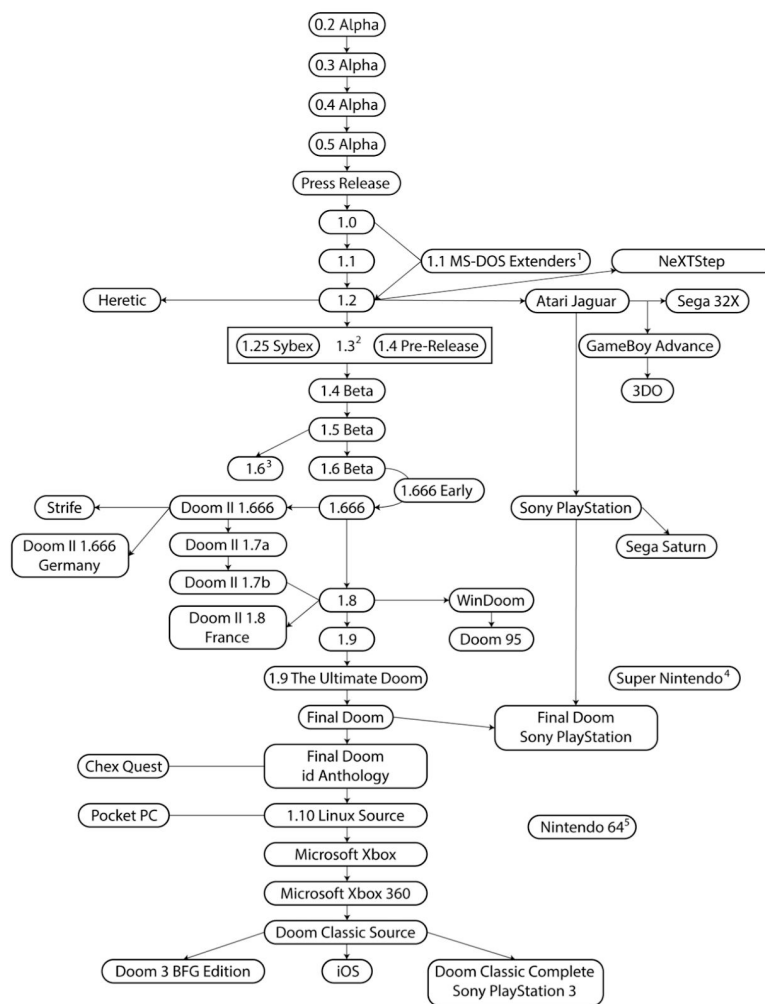 0.2 Alpha
0.3 Alpha
0.4 Alpha
0.5 Alpha
Press Release
1.0
1.1
1.1 MS-DOS Extenders¹
NeXTStep
Heretic
1.2
Atari Jaguar
Sega 32X
1.25 Sybex
1.3²
1.4 Pre-Release
GameBoy Advance
1.4 Beta
3DO
1.5 Beta
1.6³
1.6 Beta
1.666 Early
Strife
Doom II 1.666
1.666
Sony PlayStation
Doom II 1.666
Germany
Doom II 1.7a
Sega Saturn
Doom II 1.7b
1.8
WinDoom
Doom II 1.8
France
1.9
Doom 95
1.9 The Ultimate Doom
Super Nintendo⁴
Final Doom
Final Doom
Sony PlayStation
Chex Quest
Final Doom
id Anthology
Pocket PC
1.10 Linux Source
Nintendo 64⁵
Microsoft Xbox
Microsoft Xbox 360
Doom Classic Source
Doom 3 BFG Edition
iOS
Doom Classic Complete
Sony PlayStation 3